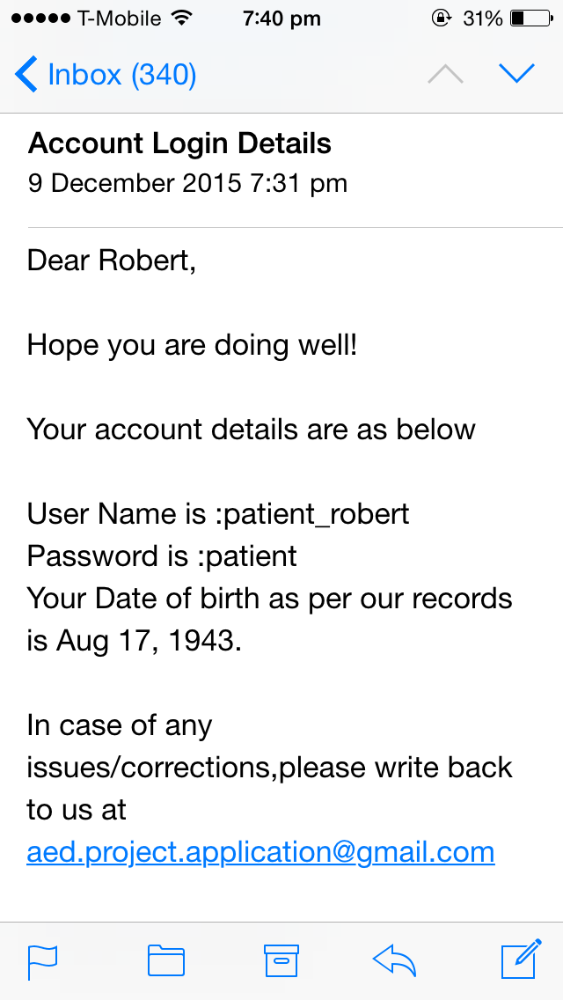 T-Mobile 7:40 pm 31%
Inbox (340)
Account Login Details
9 December 2015 7:31 pm
Dear Robert,
Hope you are doing well!
Your account details are as below
User Name is :patient_robert
Password is :patient
Your Date of birth as per our records
is Aug 17, 1943.
In case of any
issues/corrections,please write back
to us at
aed.project.application@gmail.com